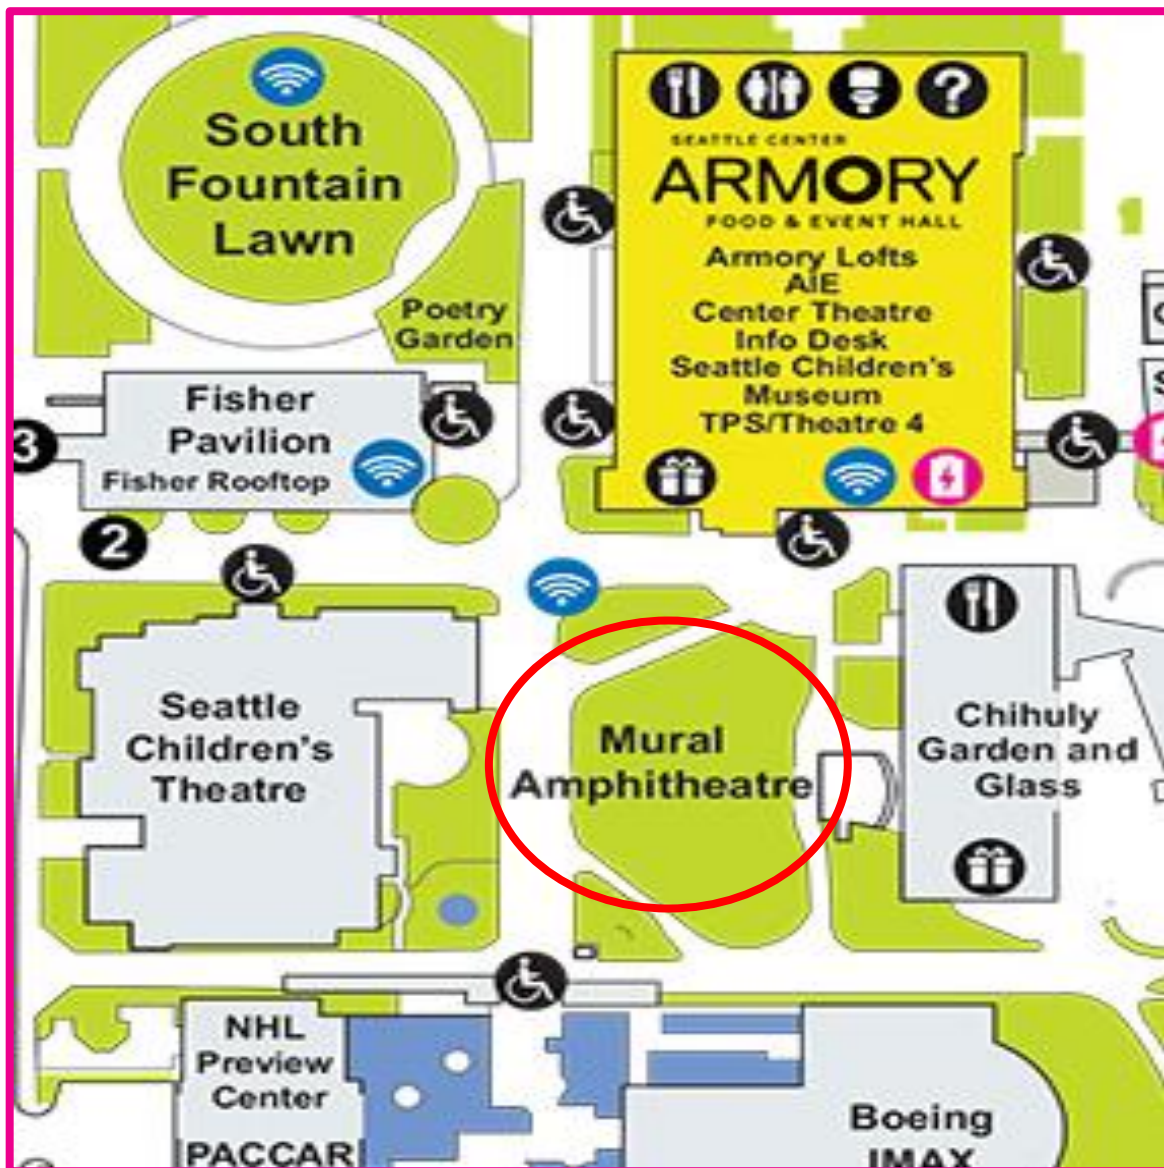 South
Fountain
Lawn
Poetry
Garden
?
SEATTLE CENTER
ARMORY
FOOD & EVENT HALL
Armory Lofts
AIE
Center Theatre
Info Desk
Seattle Children's
Museum
TPS/Theatre 4
Fisher
Pavilion
Fisher Rooftop
3
2
Seattle
Children's
Theatre
Mural
Amphitheatre
Chihuly
Garden and
Glass
NHL
Preview
Center
PACCAR
Boeing
IMAX